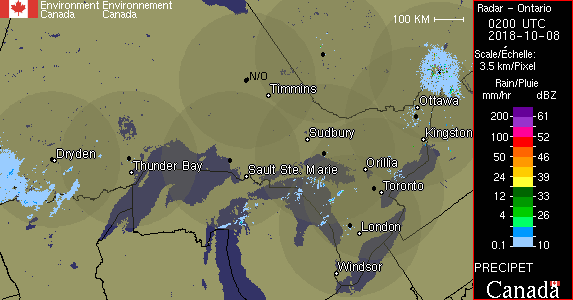 Environment Environnement
Canada Canada
100 KM
N/O
Timmins
Ottawa
Sudbury
Kingston
Dryden
Thunder Bay
Sault Ste. Marie
Orillia
Toronto
London
Windsor
Radar - Ontario
0200 UTC
2018-10-08
Scale/Échelle:
3.5 km/Pixel
Rain/Pluie
mm/hr dBZ
200 61
100 52
50 46
24 39
12 33
4 26
2 20
0.1 10
PRECIPET
Canada